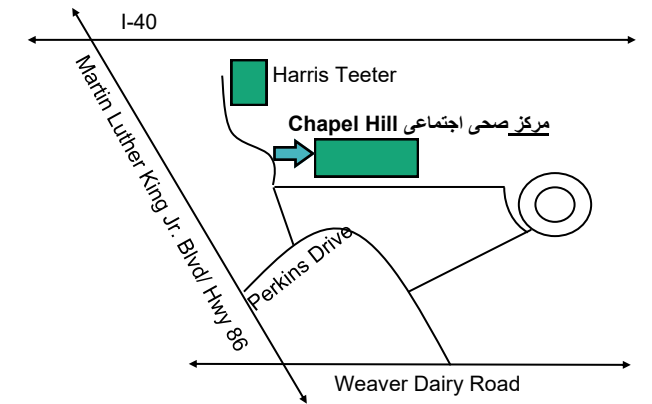 I-40
Harris Teeter
مرکز صحی اجتماعی Chapel Hill
Martin Luther King Jr. Blvd/ Hwy 86
Perkins Drive
Weaver Dairy Road